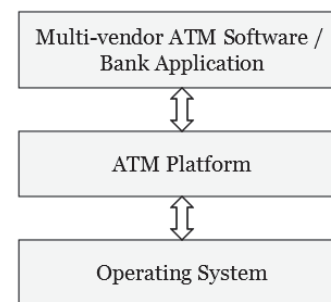 Multi-vendor ATM Software /
Bank Application
ATM Platform
Operating System